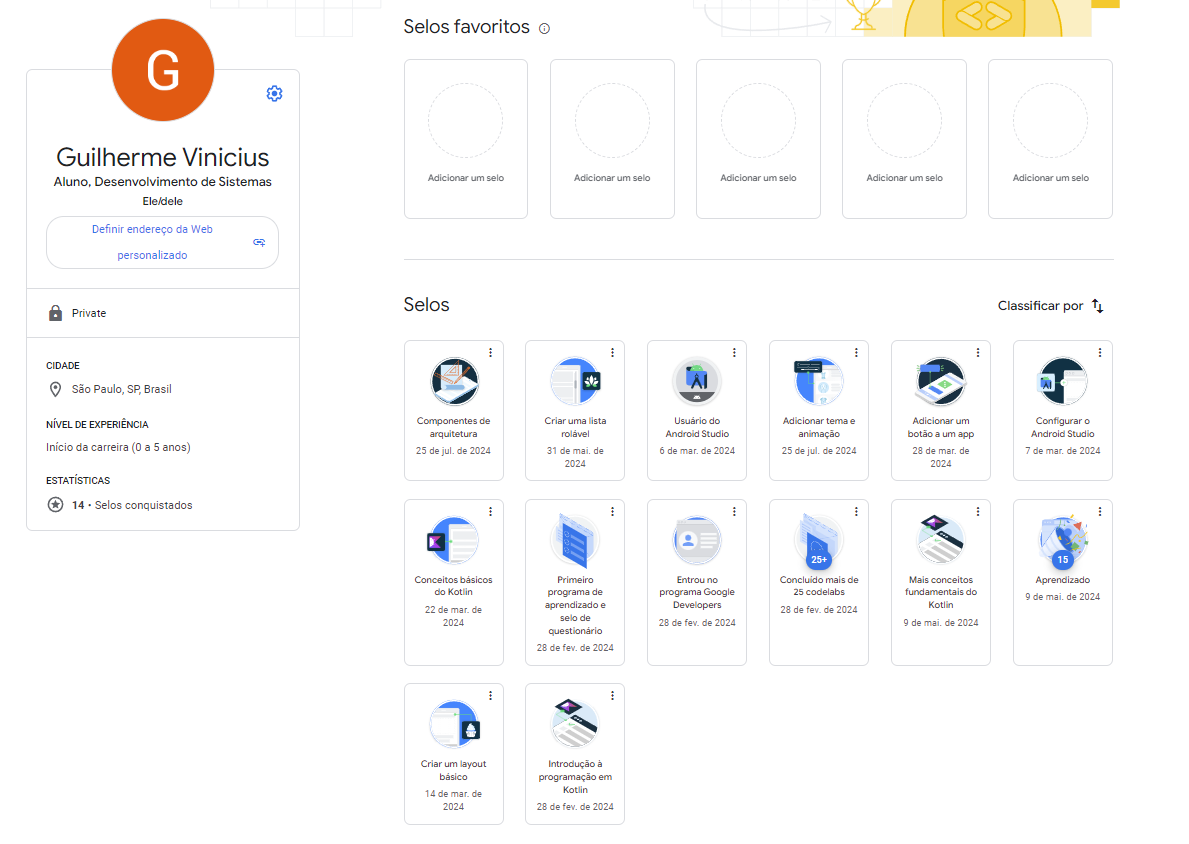 G
Guilherme Vinicius
Aluno, Desenvolvimento de Sistemas
Ele/dele
Definir endereço da Web
personalizado
Private
CIDADE
São Paulo, SP, Brasil
NÍVEL DE EXPERIÊNCIA
Início da carreira (0 a 5 anos)
ESTATÍSTICAS
14 • Selos conquistados
Selos favoritos
Adicionar um selo
Adicionar um selo
Adicionar um selo
Adicionar um selo
Adicionar um selo
Selos
Classificar por
Componentes de
arquitetura
25 de jul. de 2024
Criar uma lista
rolável
31 de mai. de
2024
Usuário do
Android Studio
6 de mar. de 2024
Adicionar tema e
animação
25 de jul. de 2024
Adicionar um
botão a um app
28 de mar. de
2024
Configurar o
Android Studio
7 de mar. de 2024
Conceitos básicos
do Kotlin
22 de mar. de
2024
Primeiro
programa de
aprendizado e
selo de
questionário
28 de fev. de 2024
Entrou no
programa Google
Developers
28 de fev. de 2024
25+
Concluído mais de
25 codelabs
28 de fev. de 2024
Mais conceitos
fundamentais do
Kotlin
9 de mai. de 2024
15
Aprendizado
9 de mai. de 2024
Criar um layout
básico
14 de mar. de
2024
Introdução à
programação em
Kotlin
28 de fev. de 2024